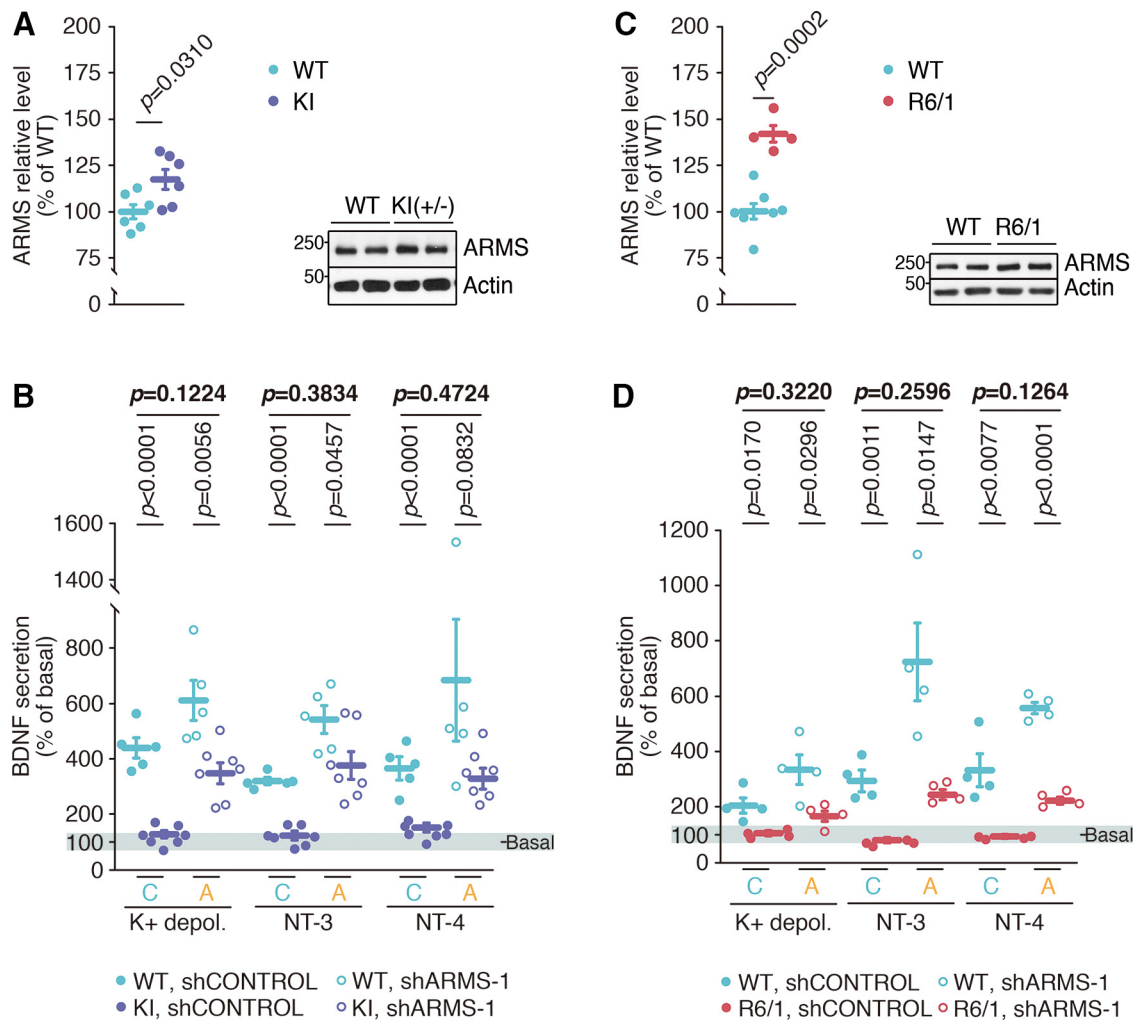 A
ARMS relative level
(% of WT)
200
175
150
125
100
75
0
p=0.0310
WT
KI
WT KI(+/-)
250
50
ARMS
Actin
C
ARMS relative level
(% of WT)
200
175
150
125
100
75
0
p=0.0002
WT
R6/1
WT R6/1
250
50
ARMS
Actin
B
p=0.1224 p=0.3834 p=0.4724
p<0.0001 p=0.0056 p<0.0001 p=0.0457 p<0.0001 p=0.0832
BDNF secretion
(% of basal)
1600
1400
800
600
400
200
100
0
Basal
C A C A C A
K+ depol. NT-3 NT-4
WT, shCONTROL WT, shARMS-1
KI, shCONTROL KI, shARMS-1
D
p=0.3220 p=0.2596 p=0.1264
p=0.0170 p=0.0296 p=0.0011 p=0.0147 p<0.0077 p<0.0001
BDNF secretion
(% of basal)
1200
1000
800
600
400
200
100
0
Basal
C A C A C A
K+ depol. NT-3 NT-4
WT, shCONTROL WT, shARMS-1
R6/1, shCONTROL R6/1, shARMS-1